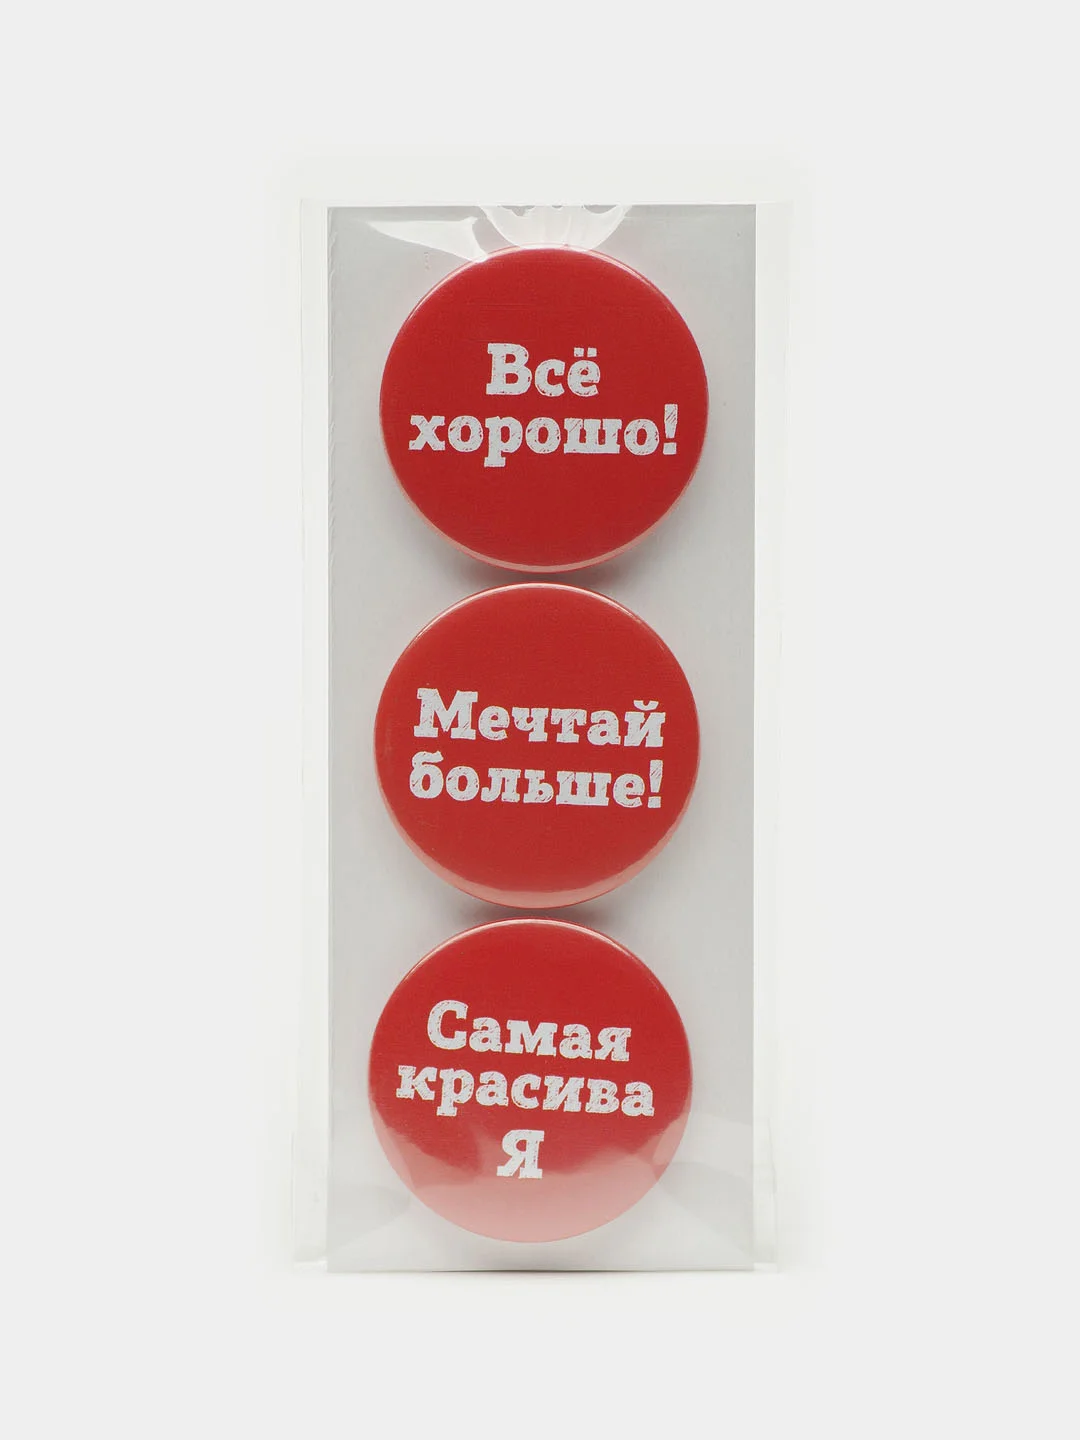 Всё
хорошо!
Мечтай
больше!
Самая
красива
Я